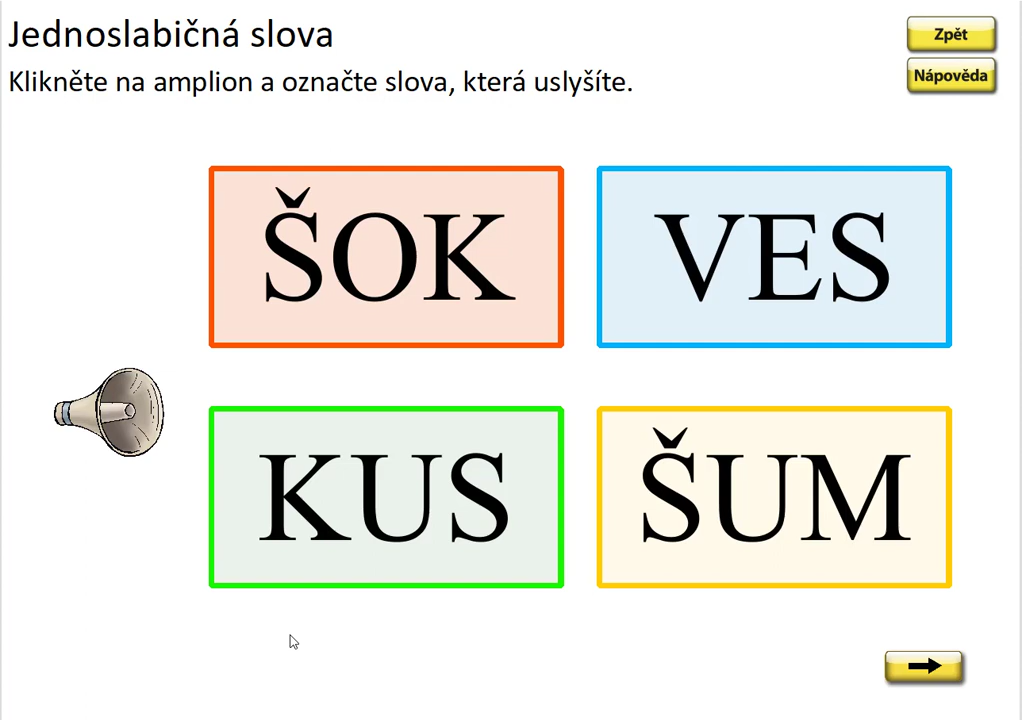 Jednoslabičná slova
Zpět
Klikněte na amplion a označte slova, která uslyšíte.
Nápověda
ŠOK
VES
KUS
ŠUM